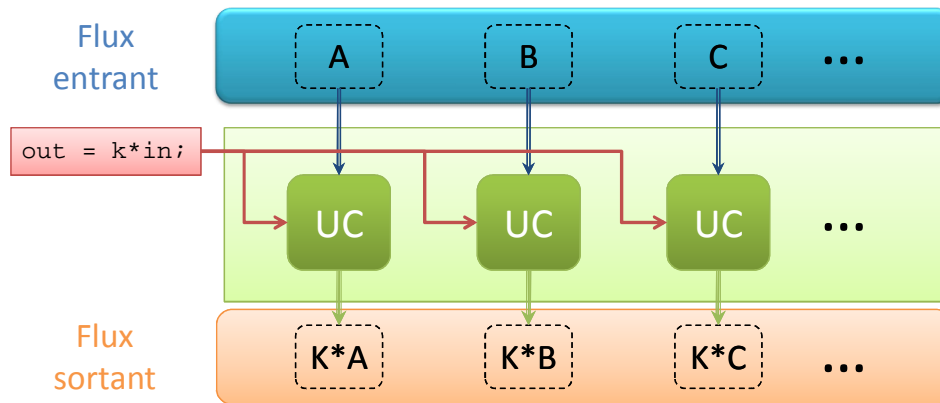 Flux
entrant
A B C ...
out = k*in;
UC UC UC ...
Flux
sortant
K*A K*B K*C ...